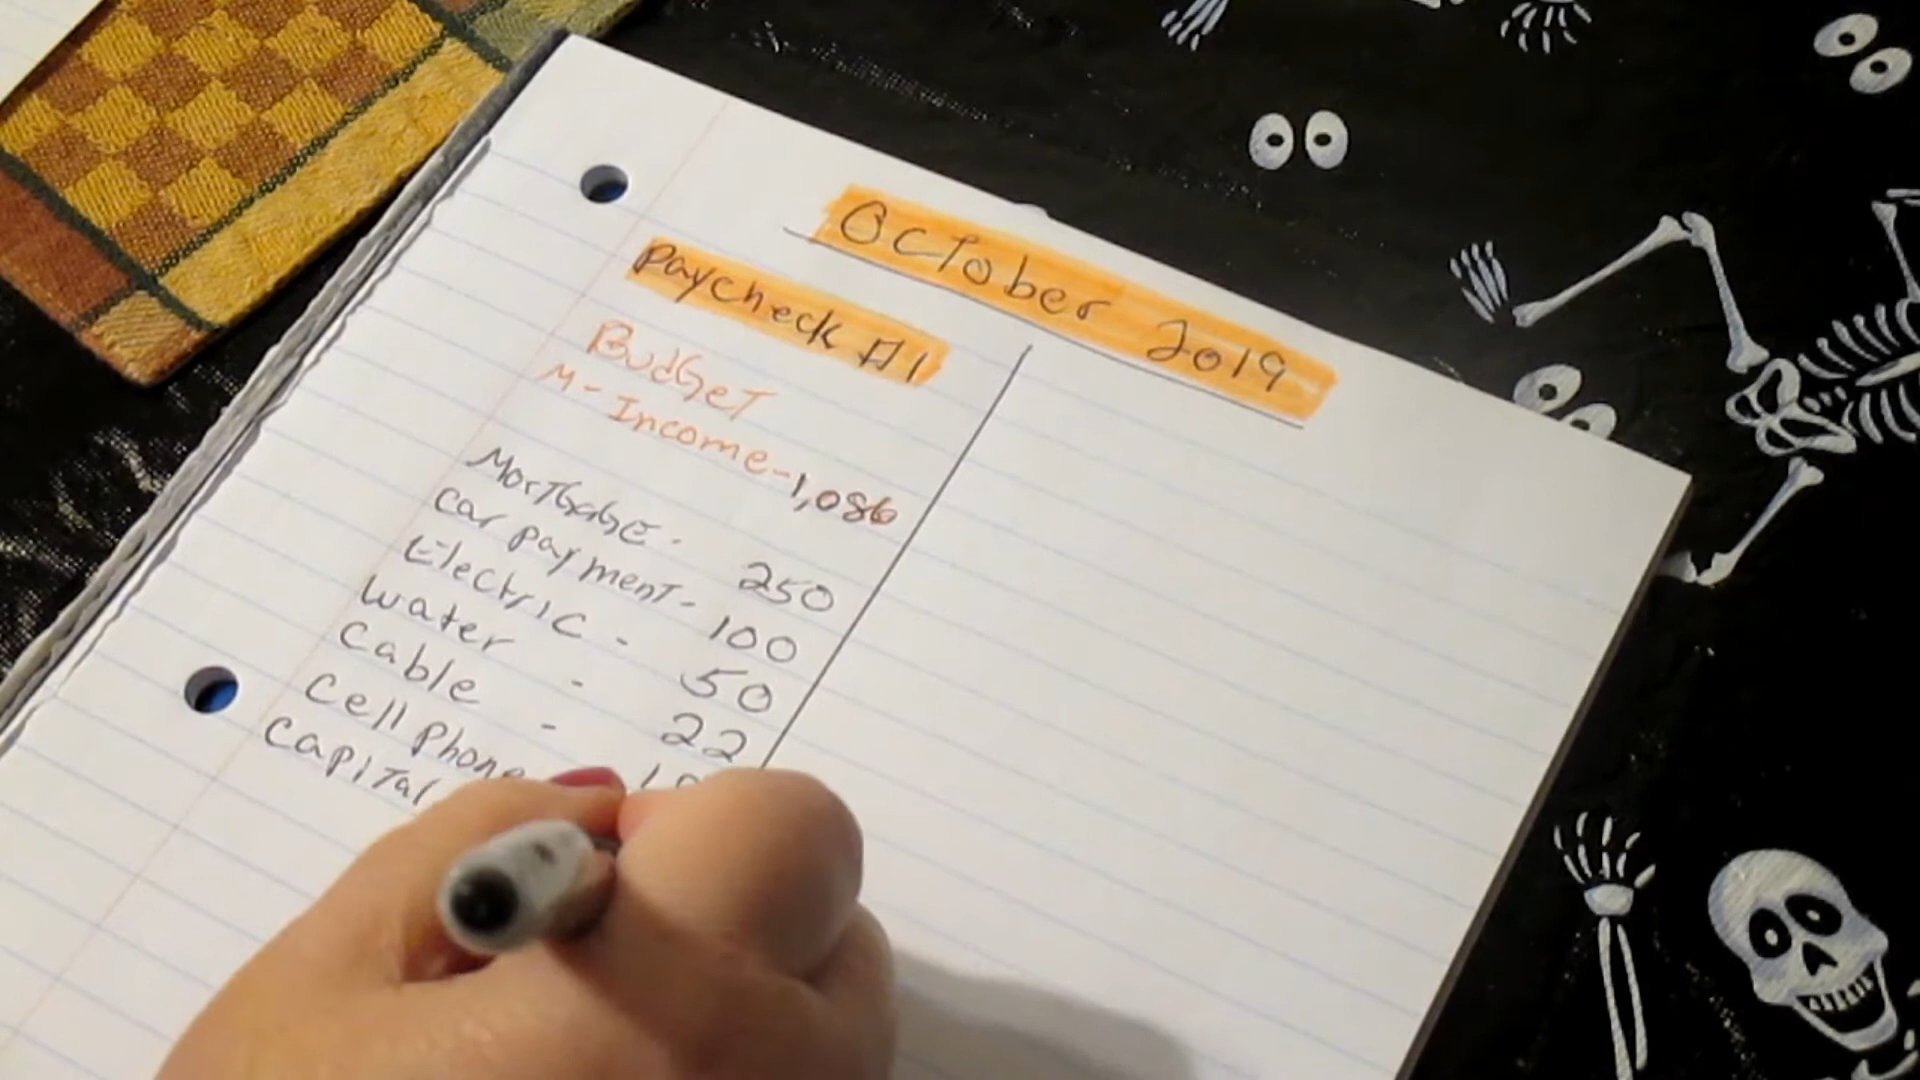 October 2019
Paycheck #1
Budget
M-Income-1,086
Mortgage. 250
Car payment- 100
Electric - 50
Water - 22
Cable -
Cell Phone
Capital